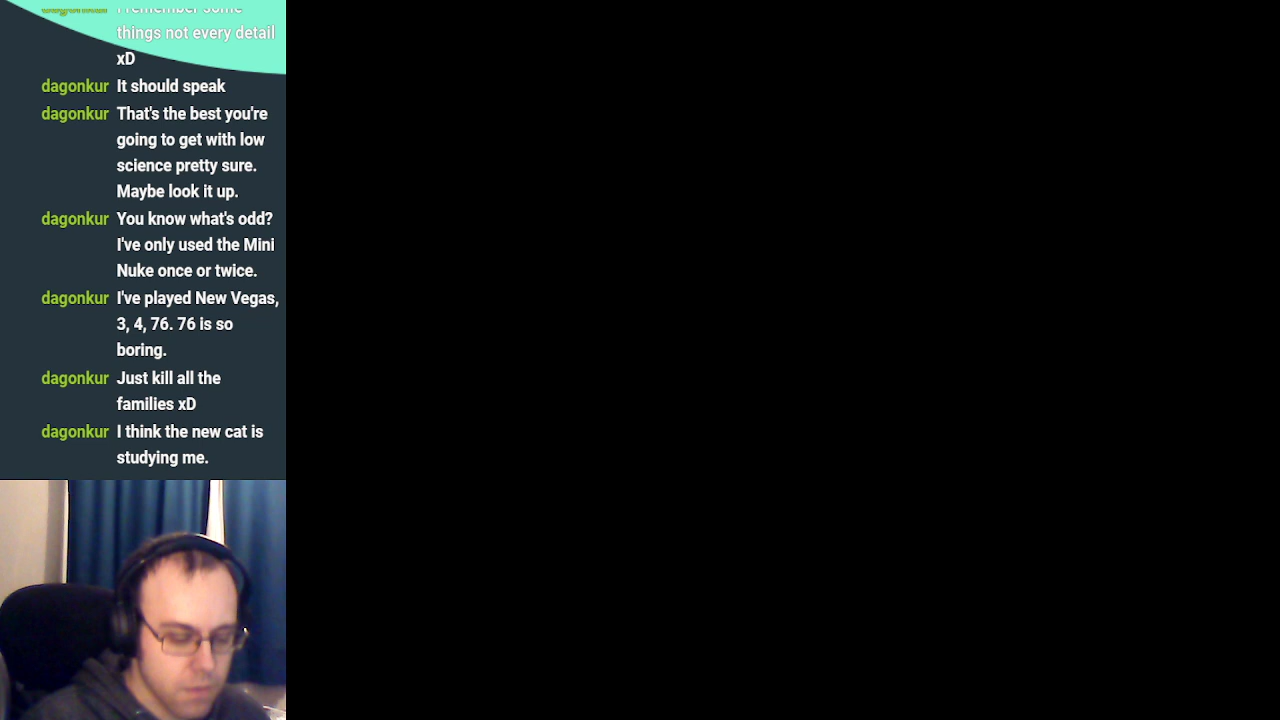 I remember some
things not every detail
xD
dagonkur It should speak
dagonkur That's the best you're
going to get with low
science pretty sure.
Maybe look it up.
dagonkur You know what's odd?
I've only used the Mini
Nuke once or twice.
dagonkur I've played New Vegas,
3, 4, 76. 76 is so
boring.
dagonkur Just kill all the
families xD
dagonkur I think the new cat is
studying me.